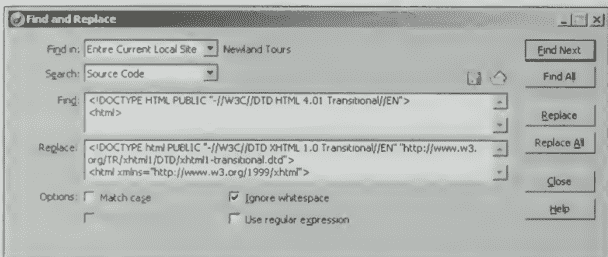 Find and Replace
Find in: Entire Current Local Site Newland Tours Find Next
Search: Source Code Find All
Find: <!DOCTYPE HTML PUBLIC "-//W3C//DTD HTML 4.01 Transitional//EN">
<html>
Replace
Replace: <!DOCTYPE html PUBLIC "-//W3C//DTD XHTML 1.0 Transitional//EN" "http://www.w3.
org/TR/xhtml1/DTD/xhtml1-transitional.dtd">
<html xmlns="http://www.w3.org/1999/xhtml">
Replace All
Close
Options: Match case Ignore whitespace
Use regular expression
Help